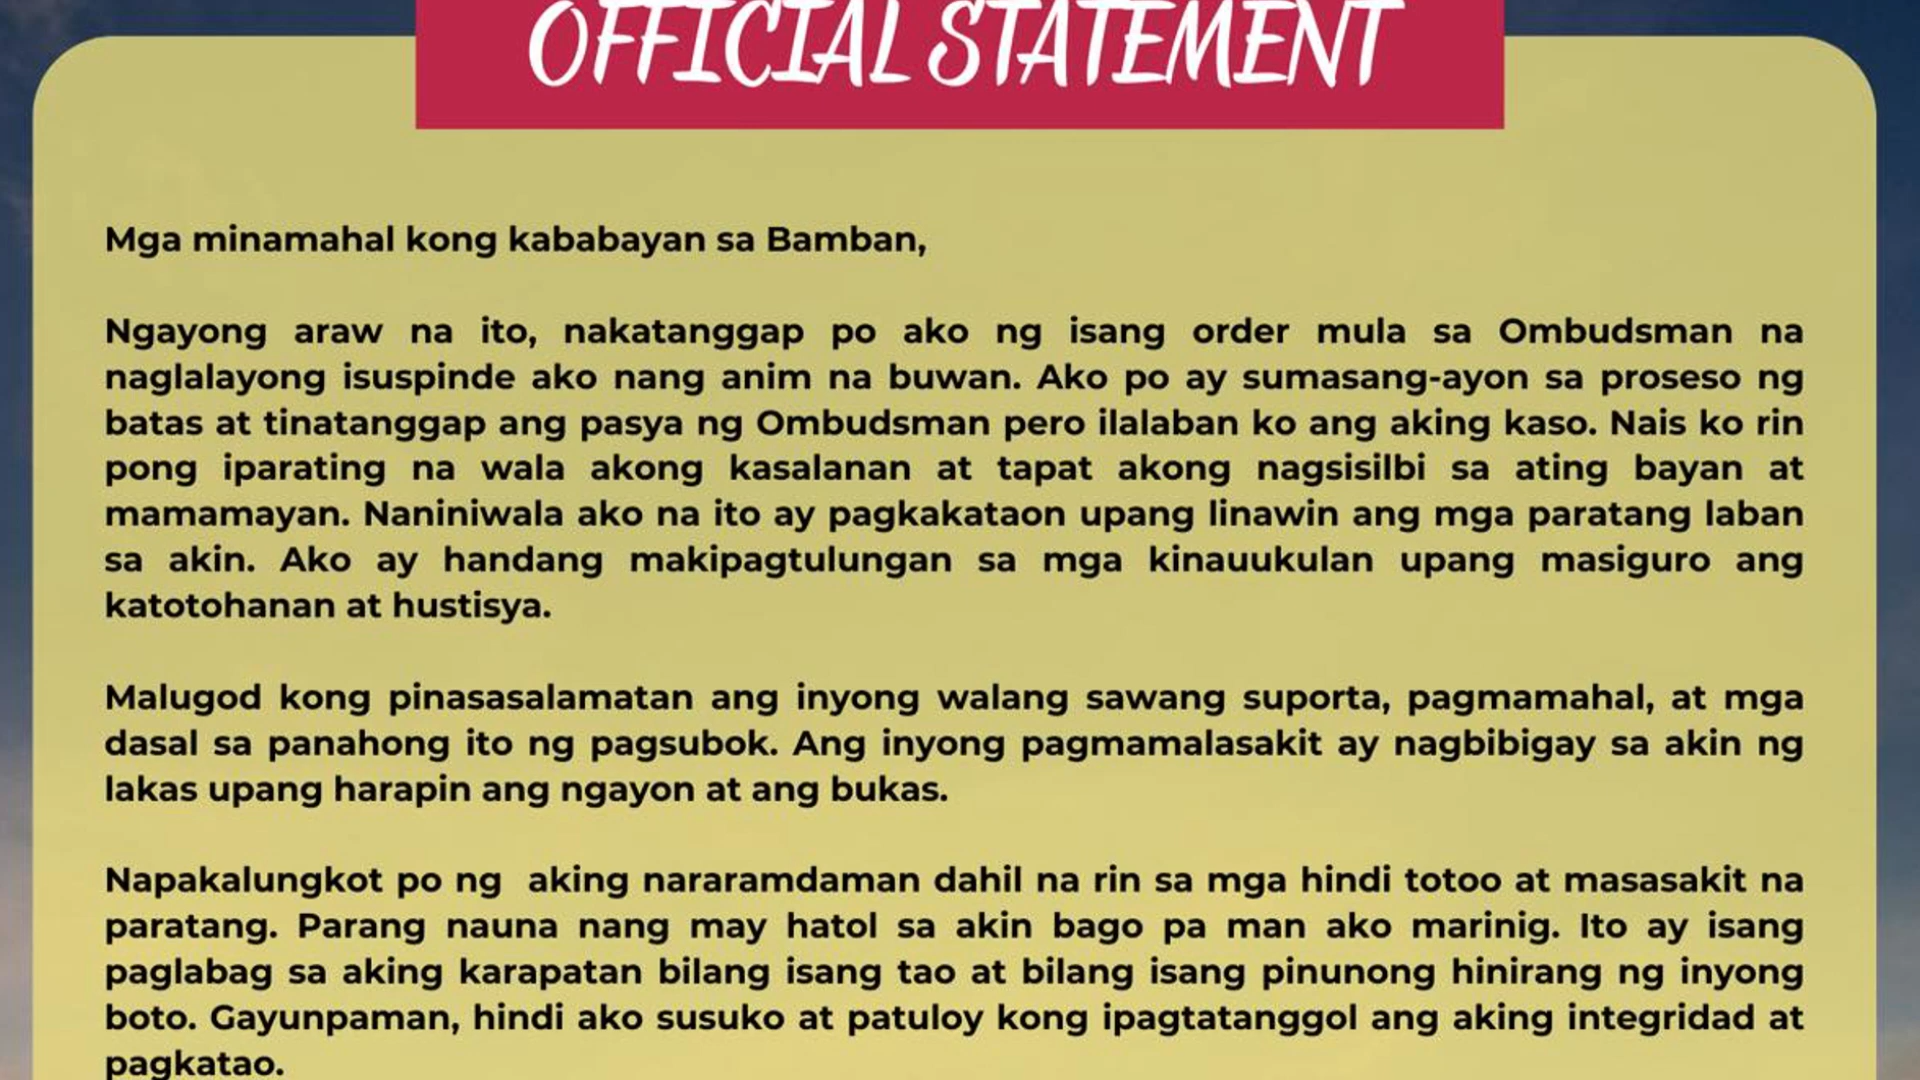 OFFICIAL STATEMENT
Mga minamahal kong kababayan sa Bamban,
Ngayong araw na ito, nakatanggap po ako ng isang order mula sa Ombudsman na
naglalayong isuspinde ako nang anim na buwan. Ako po ay sumasang-ayon sa proseso ng
batas at tinatanggap ang pasya ng Ombudsman pero ilalaban ko ang aking kaso. Nais ko rin
pong iparating na wala akong kasalanan at tapat akong nagsisilbi sa ating bayan at
mamamayan. Naniniwala ako na ito ay pagkakataon upang linawin ang mga paratang laban
sa akin. Ako ay handang makipagtulungan sa mga kinauukulan upang masiguro ang
katotohanan at hustisya.
Malugod kong pinasasalamatan ang inyong walang sawang suporta, pagmamahal, at mga
dasal sa panahong ito ng pagsubok. Ang inyong pagmamalasakit ay nagbibigay sa akin ng
lakas upang harapin ang ngayon at ang bukas.
Napakalungkot po ng aking nararamdaman dahil na rin sa mga hindi totoo at masasakit na
paratang. Parang nauna nang may hatol sa akin bago pa man ako marinig. Ito ay isang
paglabag sa aking karapatan bilang isang tao at bilang isang pinunong hinirang ng inyong
boto. Gayunpaman, hindi ako susuko at patuloy kong ipagtatanggol ang aking integridad at
pagkatao.